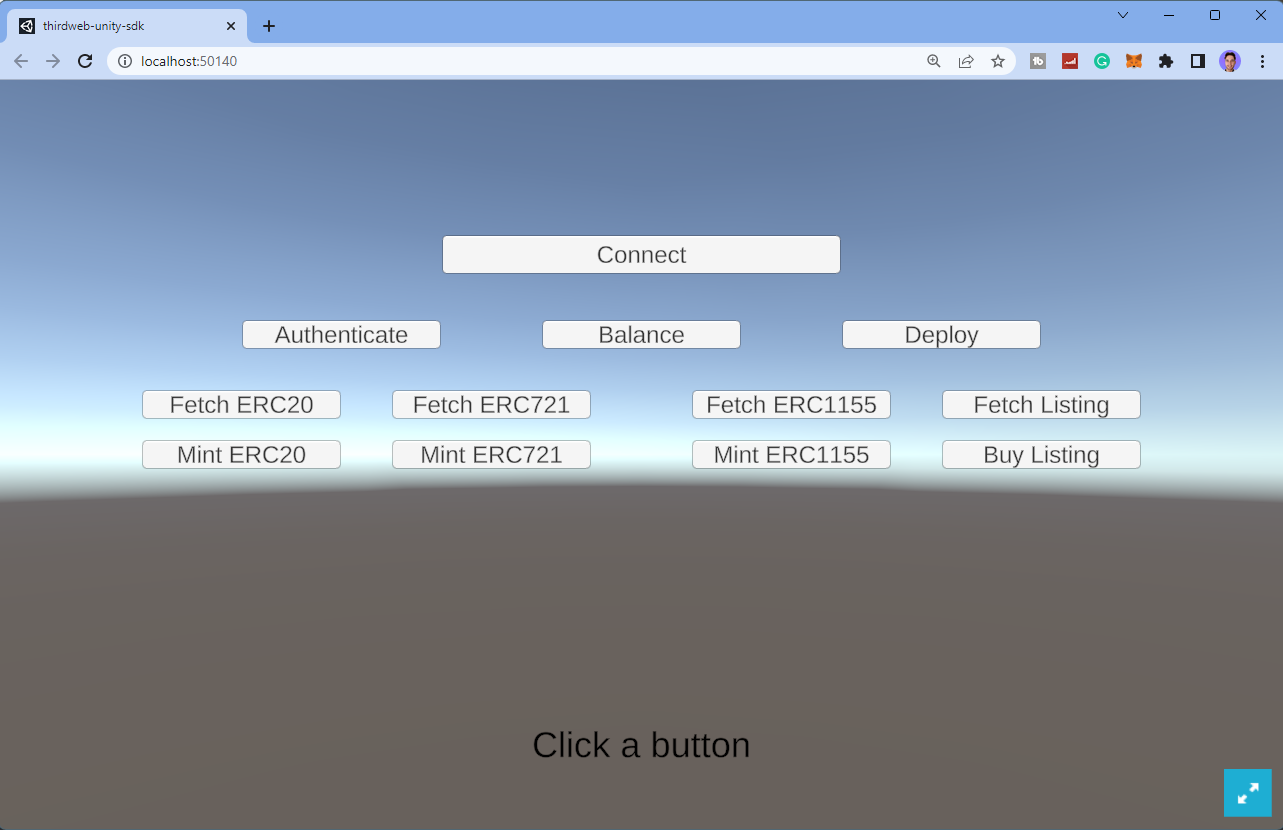 thirdweb-unity-sdk
localhost:50140
Connect
Authenticate Balance Deploy
Fetch ERC20 Fetch ERC721 Fetch ERC1155 Fetch Listing
Mint ERC20 Mint ERC721 Mint ERC1155 Buy Listing
Click a button